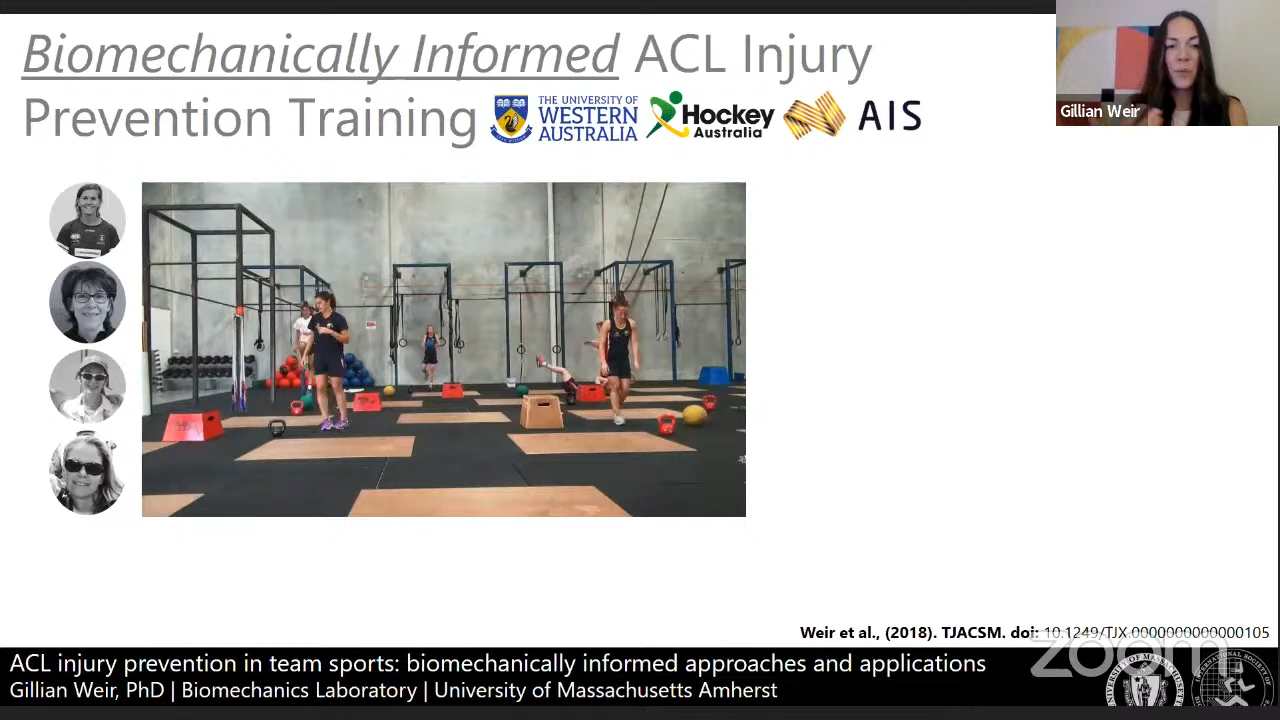 Biomechanically Informed ACL Injury
Prevention Training
THE UNIVERSITY OF
WESTERN
AUSTRALIA
Hockey
Australia
AIS
Gillian Weir
Weir et al., (2018). TJACSM. doi: 10.1249/TJX.0000000000000105
zoom
ACL injury prevention in team sports: biomechanically informed approaches and applications
Gillian Weir, PhD | Biomechanics Laboratory | University of Massachusetts Amherst